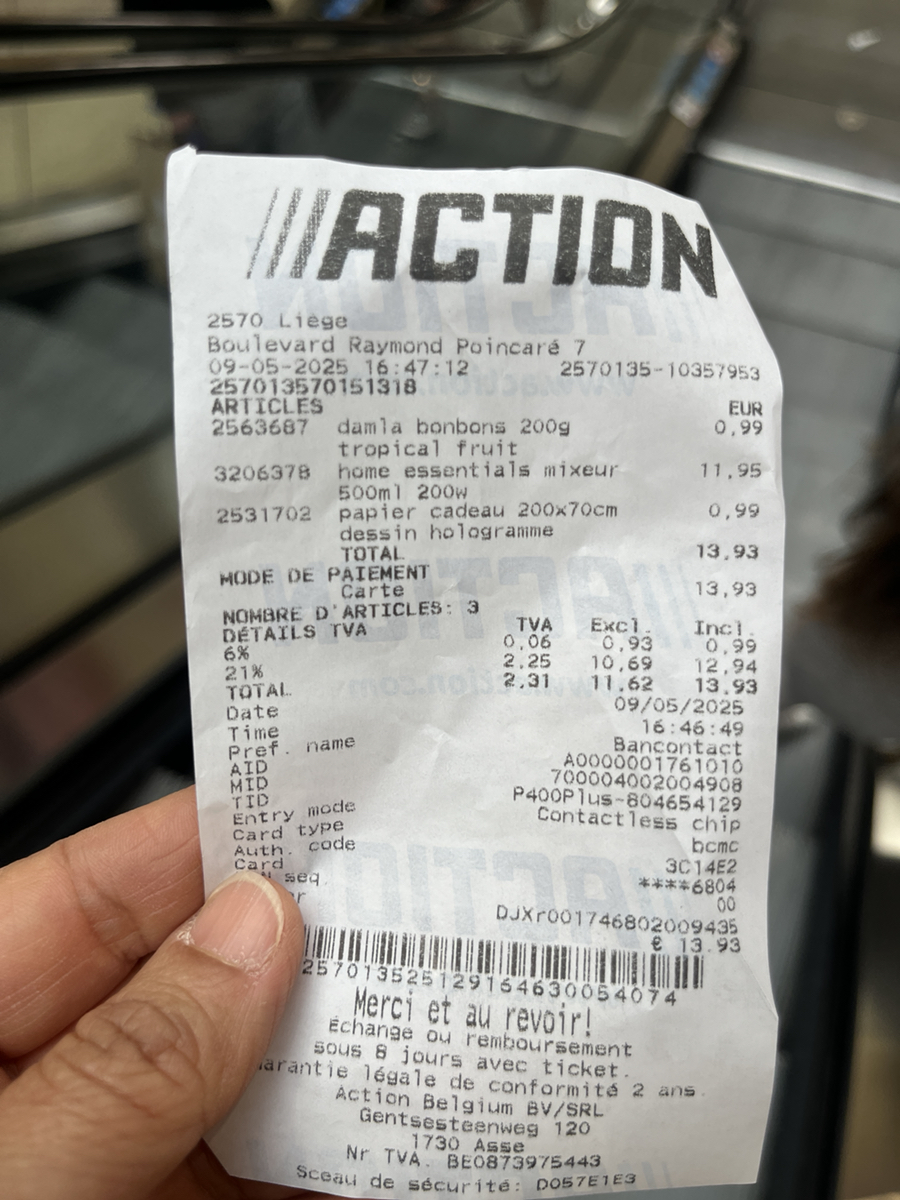 ///ACTION
2570 Liège
Boulevard Raymond Poincaré 7
09-05-2025 16:47:12 2570135-10357953
257013570151318
ARTICLES EUR
2563687 damla bonbons 200g 0,99
tropical fruit
3206378 home essentials mixeur 11,95
500ml 200w
2531702 papier cadeau 200x70cm 0,99
dessin hologramme
TOTAL 13,93
MODE DE PAIEMENT
Carte 13,93
NOMBRE D'ARTICLES: 3
DÉTAILS TVA TVA Excl. Incl.
6% 0,06 0,93 0,99
21% 2,25 10,69 12,94
TOTAL 2,31 11,62 13,93
Date 09/05/2025
Time 16:46:49
Pref. name Bancontact
AID A0000001761010
MID 7000004002004908
TID P400Plus-804654129
Entry mode Contactless chip
Card type bcmc
Auth. code 3C14E2
Card ****6804
seq. 00
DJXr001746802009435
€ 13.93
257013525129164630054074
Merci et au revoir!
Échange ou remboursement
sous 8 jours avec ticket.
arantie légale de conformité 2 ans.
Action Belgium BV/SRL
Gentsesteenweg 120
1730 Asse
Nr TVA. BE0873975443
Sceau de sécurité: D057E1E3